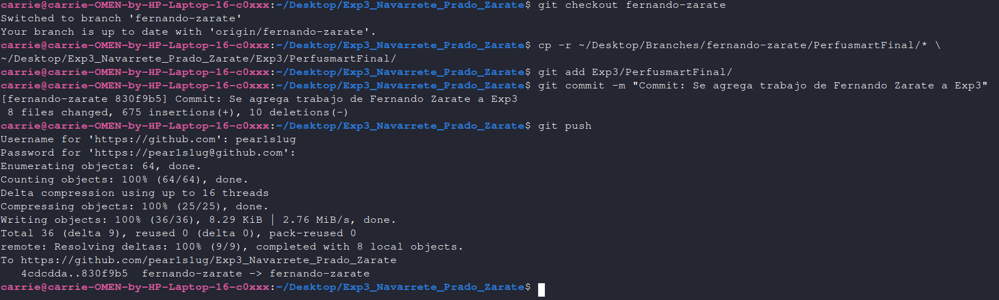 carrie@carrie-OMEN-by-HP-Laptop-16-c0xxx:~/Desktop/Exp3_Navarrete_Prado_Zarate$ git checkout fernando-zarate
Switched to branch 'fernando-zarate'
Your branch is up to date with 'origin/fernando-zarate'.
carrie@carrie-OMEN-by-HP-Laptop-16-c0xxx:~/Desktop/Exp3_Navarrete_Prado_Zarate$ cp -r ~/Desktop/Branches/fernando-zarate/PerfusmartFinal/* \
~/Desktop/Exp3_Navarrete_Prado_Zarate/Exp3/PerfusmartFinal/
carrie@carrie-OMEN-by-HP-Laptop-16-c0xxx:~/Desktop/Exp3_Navarrete_Prado_Zarate$ git add Exp3/PerfusmartFinal/
carrie@carrie-OMEN-by-HP-Laptop-16-c0xxx:~/Desktop/Exp3_Navarrete_Prado_Zarate$ git commit -m "Commit: Se agrega trabajo de Fernando Zarate a Exp3"
[fernando-zarate 830f9b5] Commit: Se agrega trabajo de Fernando Zarate a Exp3
 8 files changed, 675 insertions(+), 10 deletions(-)
carrie@carrie-OMEN-by-HP-Laptop-16-c0xxx:~/Desktop/Exp3_Navarrete_Prado_Zarate$ git push
Username for 'https://github.com': pear1s1ug
Password for 'https://pear1s1ug@github.com':
Enumerating objects: 64, done.
Counting objects: 100% (64/64), done.
Delta compression using up to 16 threads
Compressing objects: 100% (25/25), done.
Writing objects: 100% (36/36), 8.29 KiB | 2.76 MiB/s, done.
Total 36 (delta 9), reused 0 (delta 0), pack-reused 0
remote: Resolving deltas: 100% (9/9), completed with 8 local objects.
To https://github.com/pear1s1ug/Exp3_Navarrete_Prado_Zarate
   4cdcdda..830f9b5  fernando-zarate -> fernando-zarate
carrie@carrie-OMEN-by-HP-Laptop-16-c0xxx:~/Desktop/Exp3_Navarrete_Prado_Zarate$